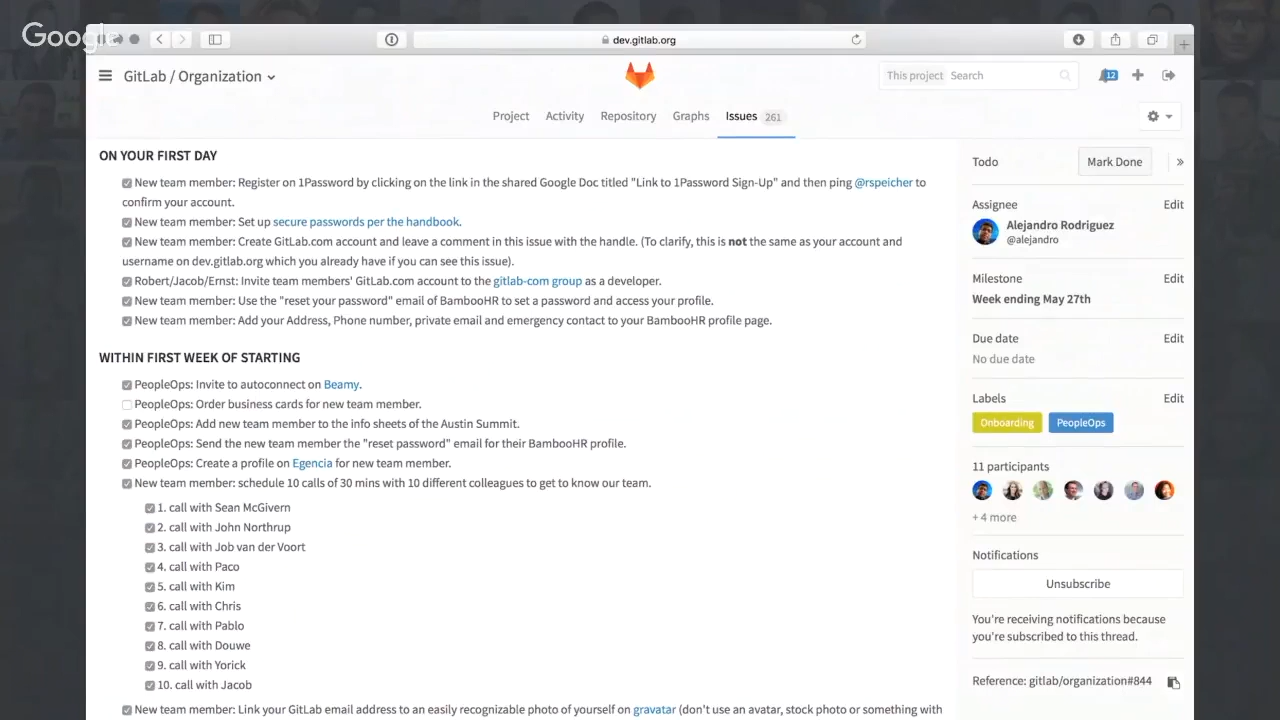 Google
dev.gitlab.org
GitLab / Organization
This project Search
12
Project Activity Repository Graphs Issues 261
ON YOUR FIRST DAY
New team member: Register on 1Password by clicking on the link in the shared Google Doc titled "Link to 1Password Sign-Up" and then ping @rspeicher to
confirm your account.
New team member: Set up secure passwords per the handbook.
New team member: Create GitLab.com account and leave a comment in this issue with the handle. (To clarify, this is not the same as your account and
username on dev.gitlab.org which you already have if you can see this issue).
Robert/Jacob/Ernst: Invite team members' GitLab.com account to the gitlab-com group as a developer.
New team member: Use the "reset your password" email of BambooHR to set a password and access your profile.
New team member: Add your Address, Phone number, private email and emergency contact to your BambooHR profile page.
WITHIN FIRST WEEK OF STARTING
PeopleOps: Invite to autoconnect on Beamy.
PeopleOps: Order business cards for new team member.
PeopleOps: Add new team member to the info sheets of the Austin Summit.
PeopleOps: Send the new team member the "reset password" email for their BambooHR profile.
PeopleOps: Create a profile on Egencia for new team member.
New team member: schedule 10 calls of 30 mins with 10 different colleagues to get to know our team.
1. call with Sean McGivern
2. call with John Northrup
3. call with Job van der Voort
4. call with Paco
5. call with Kim
6. call with Chris
7. call with Pablo
8. call with Douwe
9. call with Yorick
10. call with Jacob
New team member: Link your GitLab email address to an easily recognizable photo of yourself on gravatar (don't use an avatar, stock photo or something with
Todo Mark Done
Assignee Edit
Alejandro Rodriguez
@alejandro
Milestone Edit
Week ending May 27th
Due date Edit
No due date
Labels Edit
Onboarding PeopleOps
11 participants
+ 4 more
Notifications
Unsubscribe
You're receiving notifications because
you're subscribed to this thread.
Reference: gitlab/organization#844